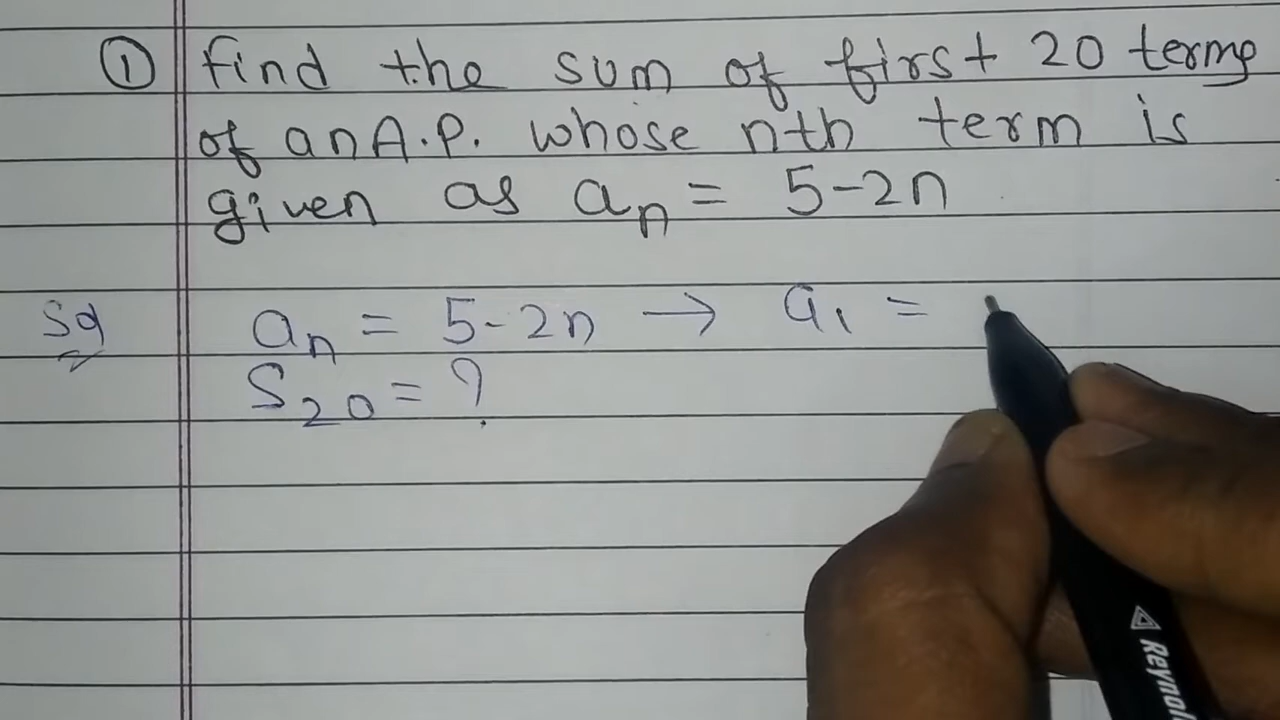 ① Find the sum of first 20 terms
of an A.P. whose nth term is
given as aₙ = 5-2n
aₙ = 5-2n → a₁ =
S₂₀ = ?
Reynol